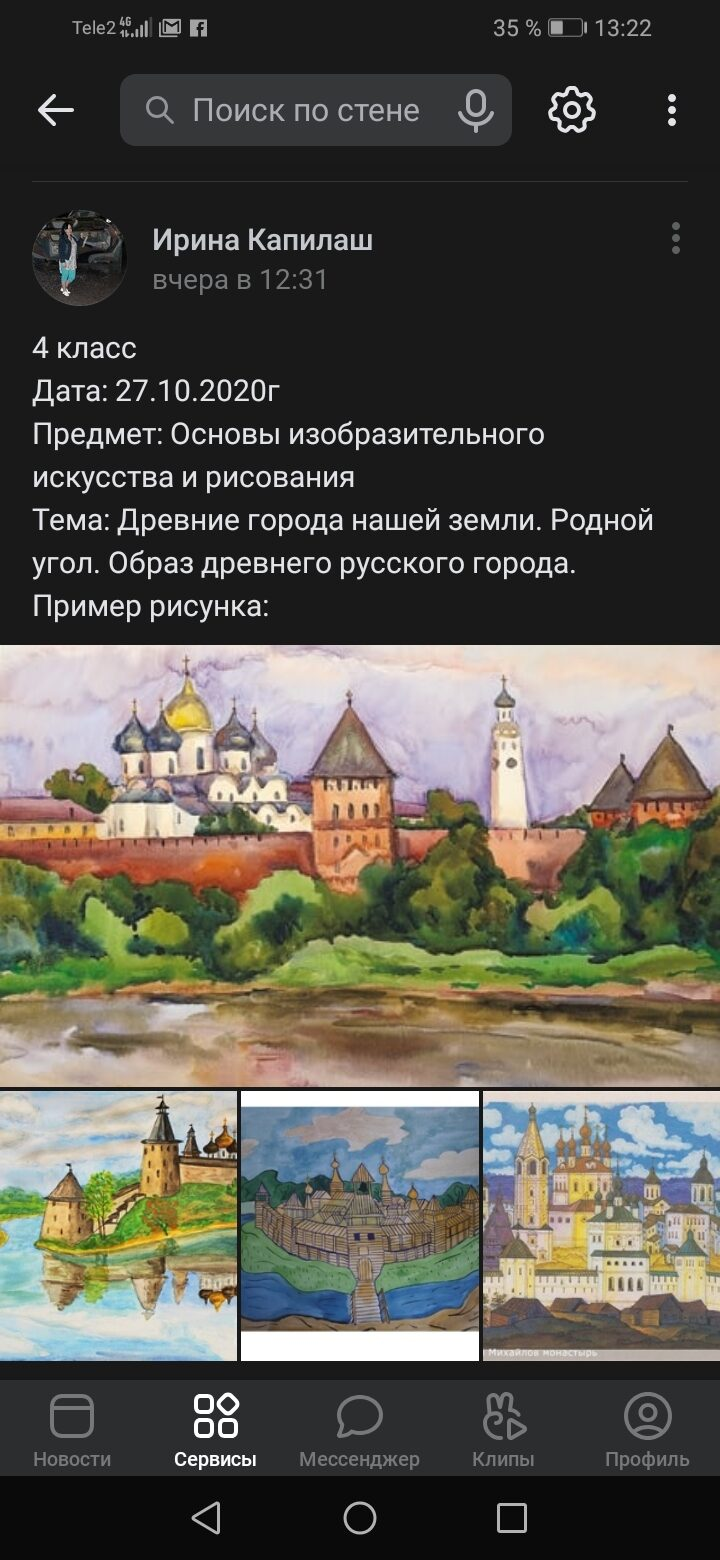 Tele2 4G 35 % 13:22
Поиск по стене
Ирина Капилаш
вчера в 12:31
4 класс
Дата: 27.10.2020г
Предмет: Основы изобразительного
искусства и рисования
Тема: Древние города нашей земли. Родной
угол. Образ древнего русского города.
Пример рисунка:
Михайлов монастырь
Новости Сервисы Мессенджер Клипы Профиль